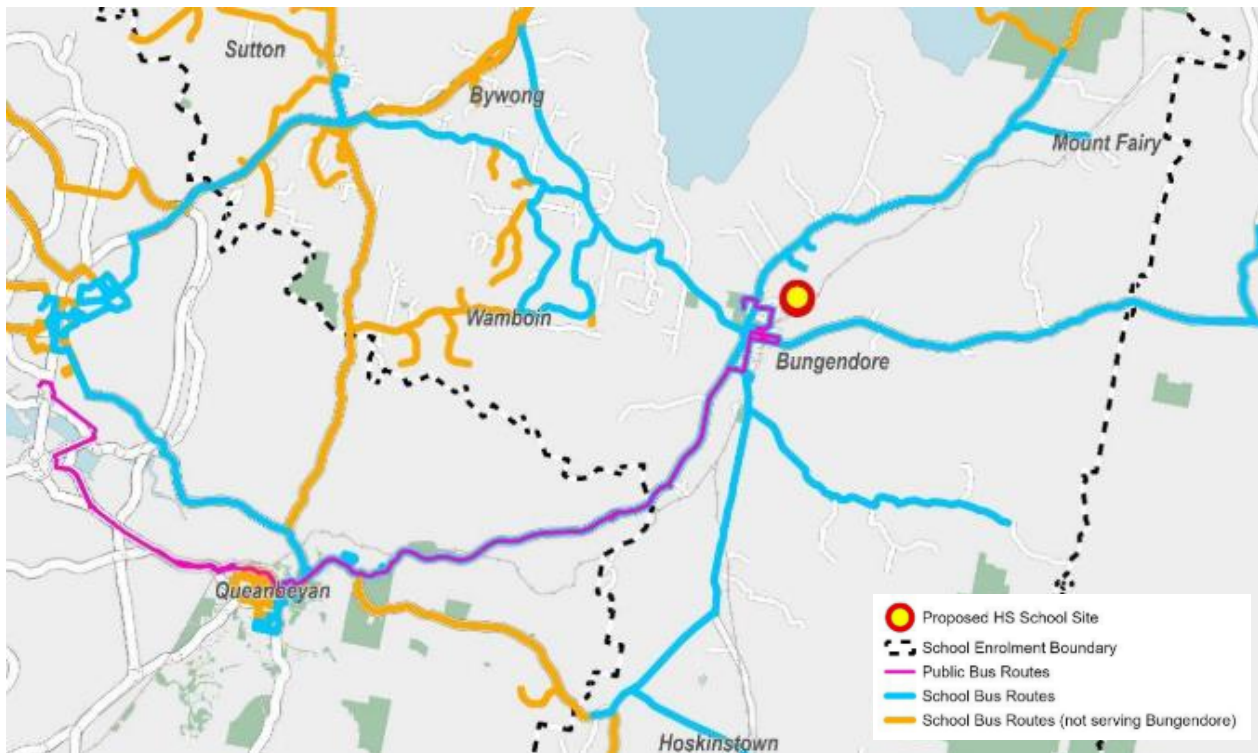 Sutton
Bywong
Mount Fairy
Wamboin
Bungendore
Queanbeyan
Hoskinstown
Proposed HS School Site
School Enrolment Boundary
Public Bus Routes
School Bus Routes
School Bus Routes (not serving Bungendore)